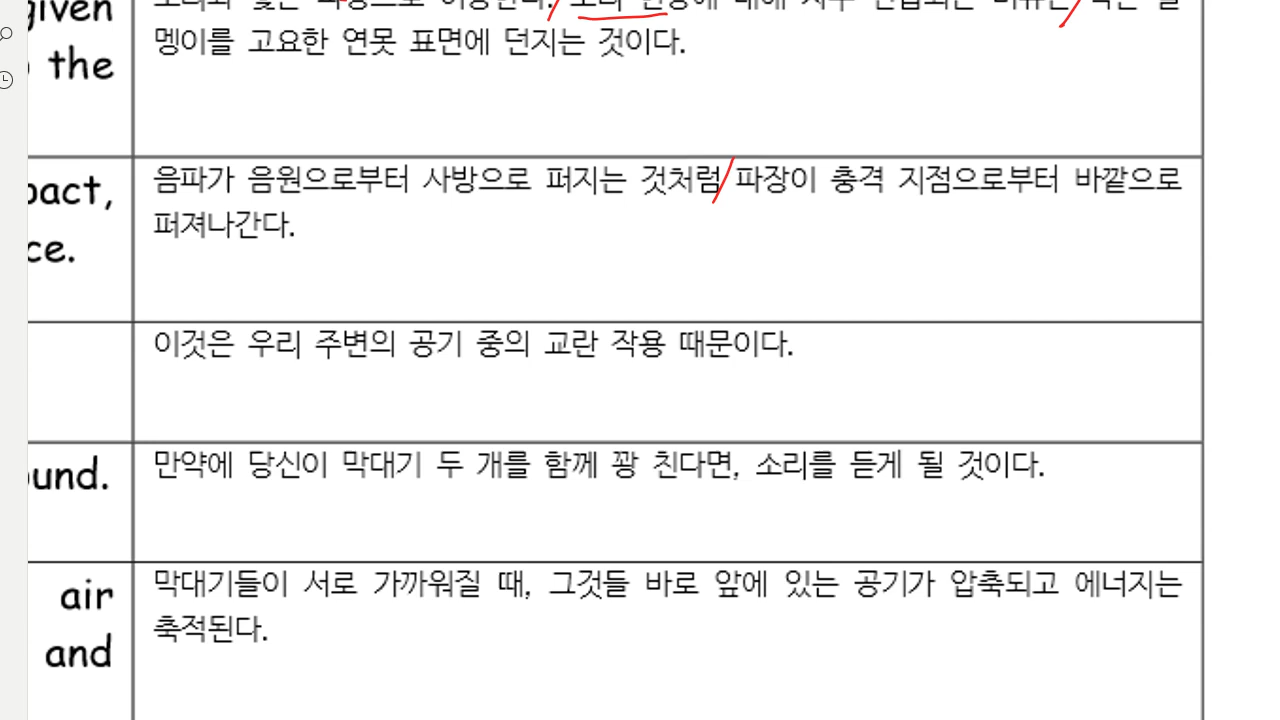 given
멩이를 고요한 연못 표면에 던지는 것이다.
the
음파가 음원으로부터 사방으로 퍼지는 것처럼 파장이 충격 지점으로부터 바깥으로
pact,
퍼져나간다.
ce.
이것은 우리 주변의 공기 중의 교란 작용 때문이다.
만약에 당신이 막대기 두 개를 함께 꽝 친다면, 소리를 듣게 될 것이다.
ound.
막대기들이 서로 가까워질 때, 그것들 바로 앞에 있는 공기가 압축되고 에너지는
air
축적된다.
and